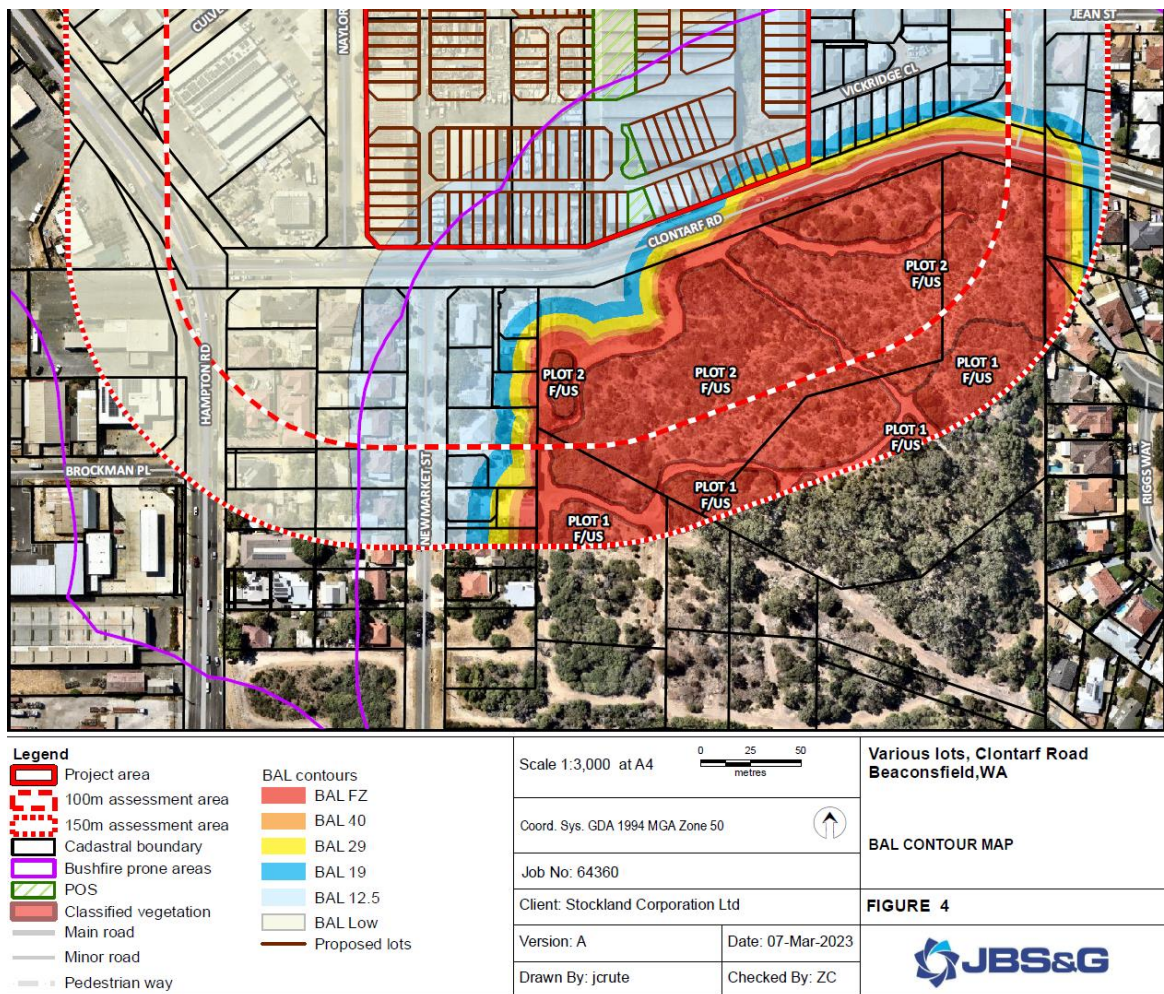 JEAN ST
CULVE
NAYLOR
VICKRIDGE CL
CLONTARF RD
PLOT 2
F/US
HAMPTON RD
PLOT 2
F/US
PLOT 2
F/US
PLOT 1
F/US
PLOT 1
F/US
BROCKMAN PL
NEWMARKET ST
RIGGS WAY
PLOT 1
F/US
PLOT 1
F/US
Legend
Project area
100m assessment area
150m assessment area
Cadastral boundary
Bushfire prone areas
POS
Classified vegetation
Main road
Minor road
Pedestrian way
BAL contours
BAL FZ
BAL 40
BAL 29
BAL 19
BAL 12.5
BAL Low
Proposed lots
Scale 1:3,000 at A4
0 25 50
metres
Coord. Sys. GDA 1994 MGA Zone 50
Job No: 64360
Client: Stockland Corporation Ltd
Version: A
Date: 07-Mar-2023
Drawn By: jcrute
Checked By: ZC
Various lots, Clontarf Road
Beaconsfield,WA
BAL CONTOUR MAP
FIGURE 4
JBS&G